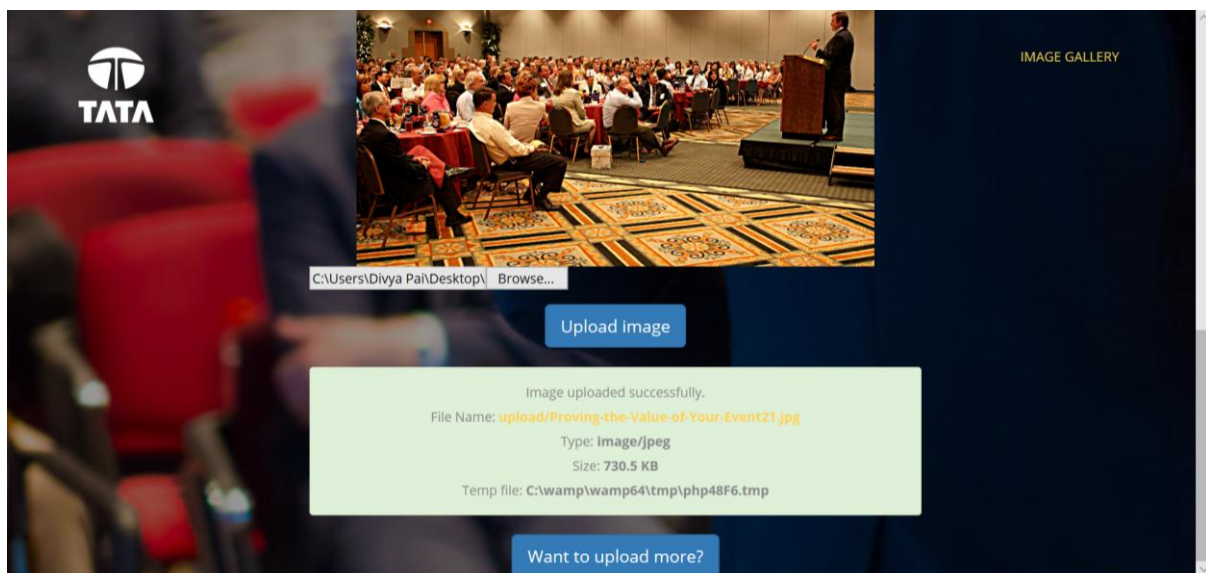 TATA
IMAGE GALLERY
C:\Users\Divya Pai\Desktop\ Browse...
Upload image
Image uploaded successfully.
File Name: upload/Proving-the-Value-of-Your-Event21.jpg
Type: image/jpeg
Size: 730.5 KB
Temp file: C:\wamp\wamp64\tmp\php48F6.tmp
Want to upload more?